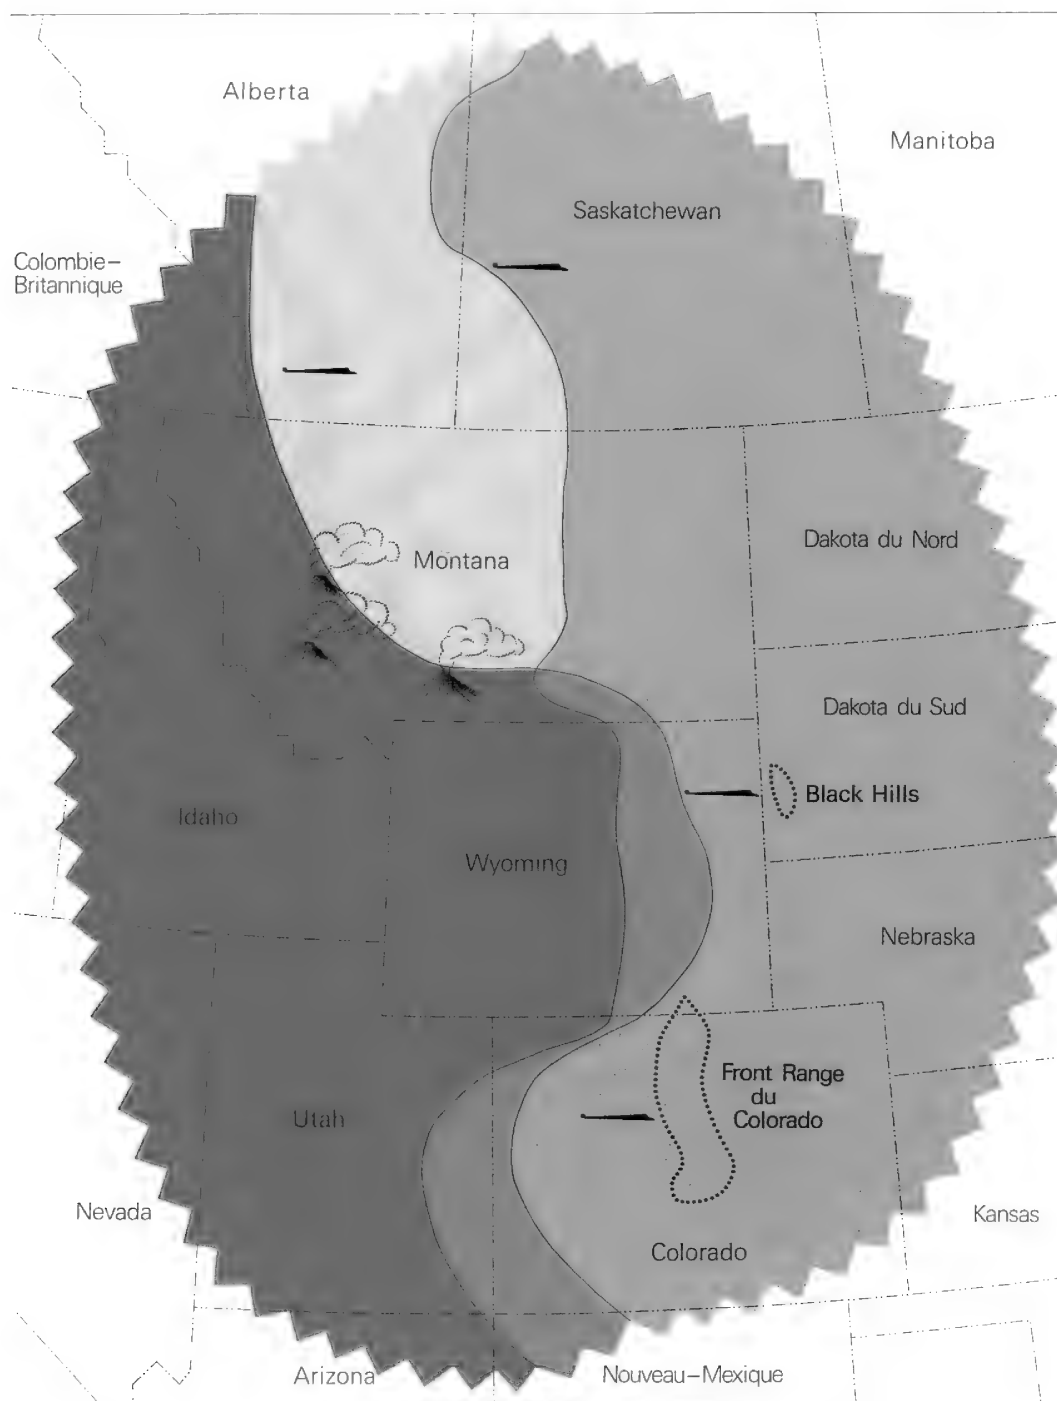 Alberta
Manitoba
Saskatchewan
Colombie–
Britannique
Dakota du Nord
Montana
Dakota du Sud
Black Hills
Idaho
Wyoming
Nebraska
Front Range
du
Colorado
Utah
Nevada
Kansas
Colorado
Arizona
Nouveau–Mexique